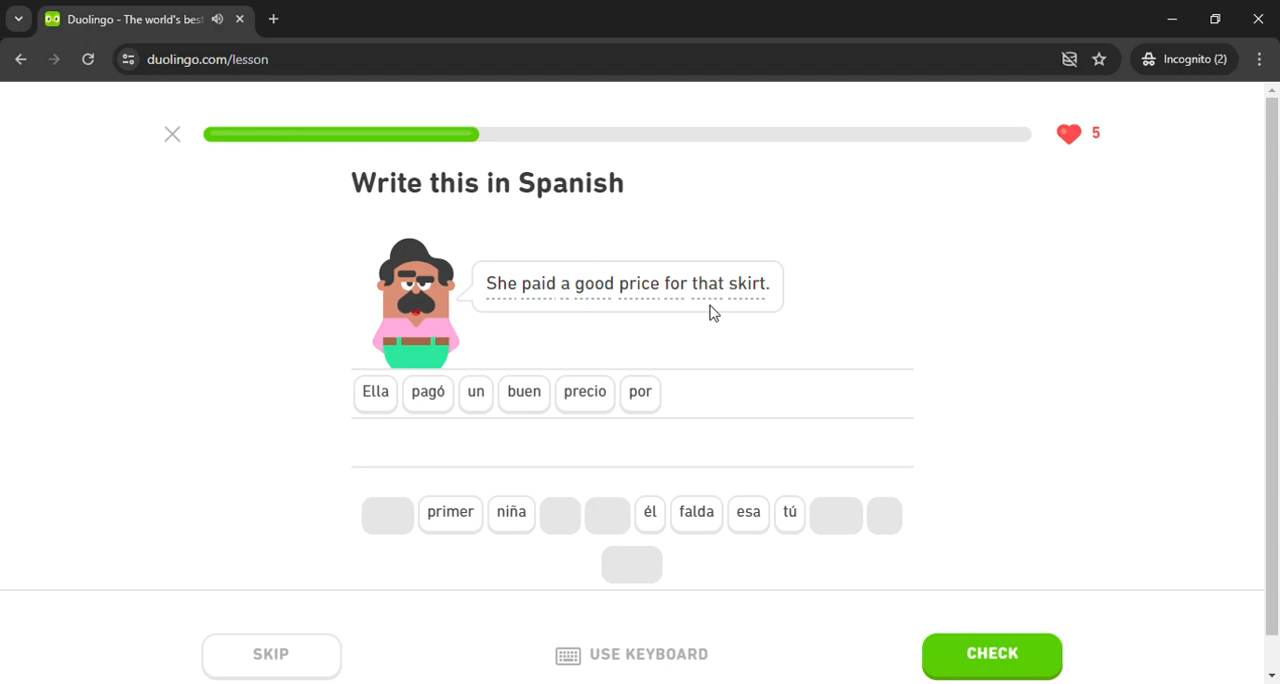 Duolingo - The world's bes
duolingo.com/lesson
Incognito (2)
5
Write this in Spanish
She paid a good price for that skirt.
Ella pagó un buen precio por
primer niña él falda esa tú
SKIP
USE KEYBOARD
CHECK